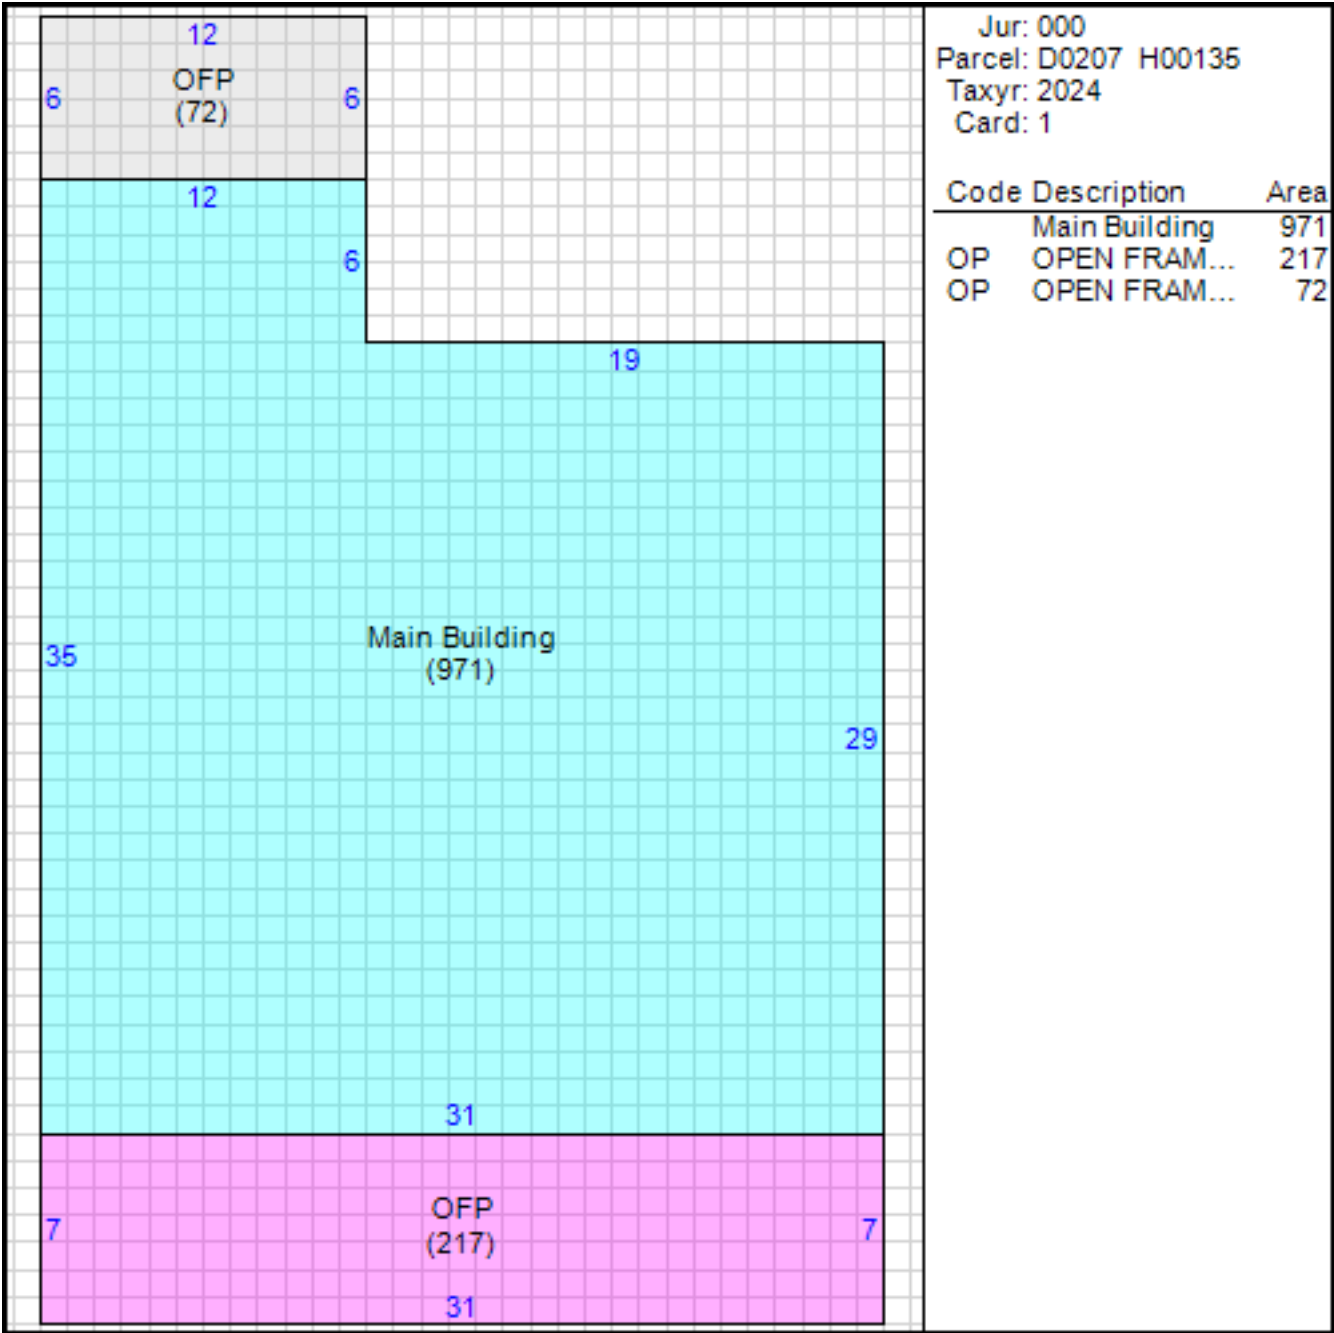 12
OFP
(72)
6
6
12
6
19
35
Main Building
(971)
29
31
OFP
(217)
7
7
31
Jur: 000
Parcel: D0207 H00135
Taxyr: 2024
Card: 1
Code Description Area
Main Building 971
OP OPEN FRAM... 217
OP OPEN FRAM... 72